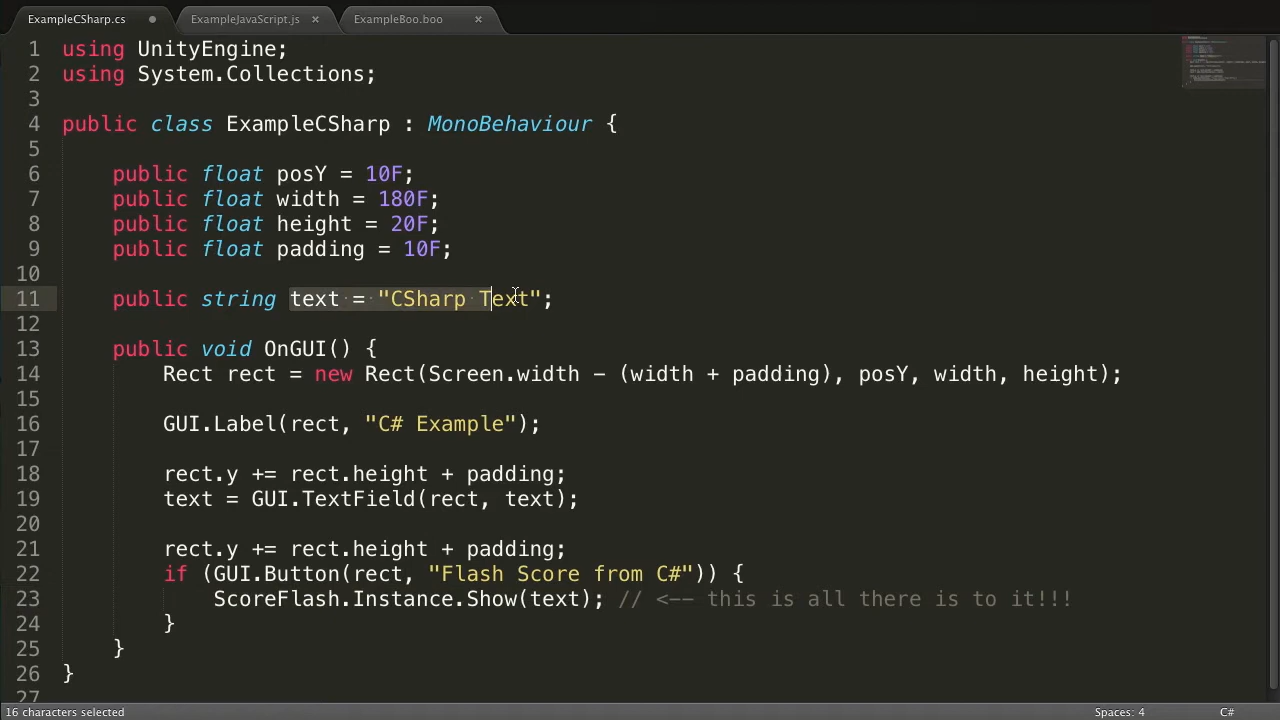 ExampleCSharp.cs ExampleJavaScript.js ExampleBoo.boo
1 using UnityEngine;
2 using System.Collections;
3
4 public class ExampleCSharp : MonoBehaviour {
5
6 public float posY = 10F;
7 public float width = 180F;
8 public float height = 20F;
9 public float padding = 10F;
10
11 public string text = "CSharp Text";
12
13 public void OnGUI() {
14 Rect rect = new Rect(Screen.width - (width + padding), posY, width, height);
15
16 GUI.Label(rect, "C# Example");
17
18 rect.y += rect.height + padding;
19 text = GUI.TextField(rect, text);
20
21 rect.y += rect.height + padding;
22 if (GUI.Button(rect, "Flash Score from C#")) {
23 ScoreFlash.Instance.Show(text); // <-- this is all there is to it!!!
24 }
25 }
26 }
27
16 characters selected Spaces: 4 C#